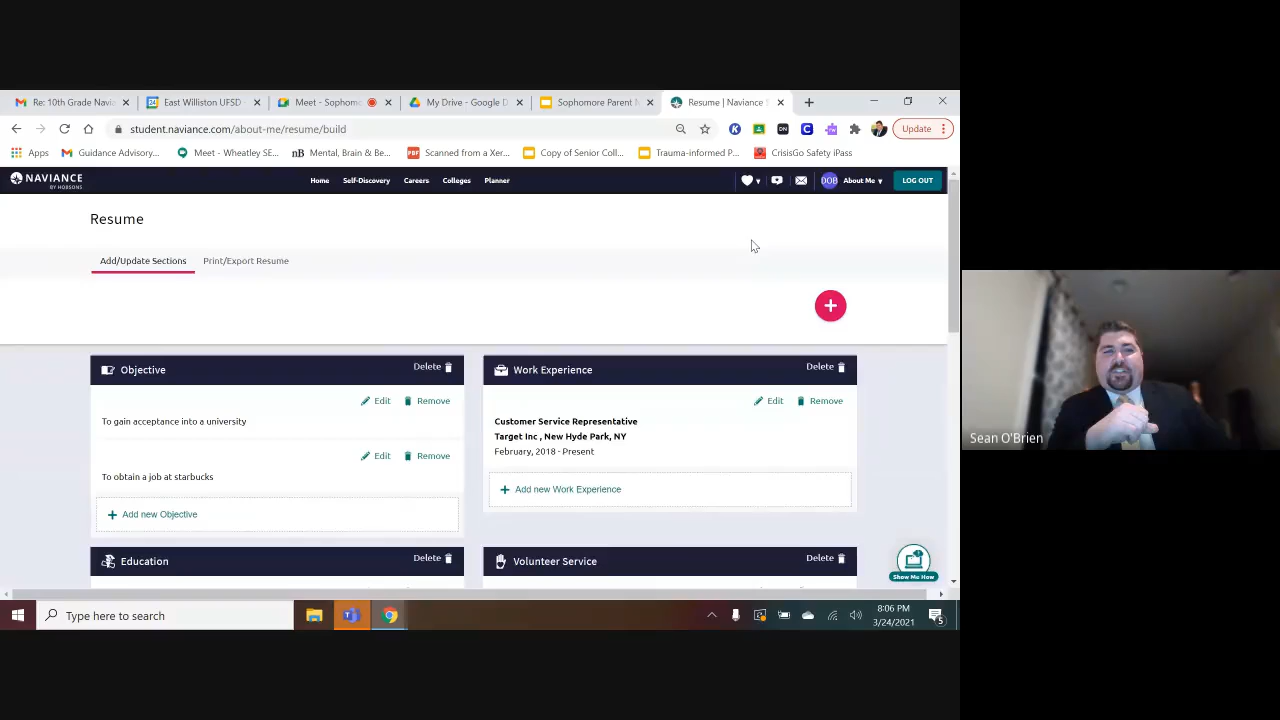 Re: 10th Grade Navia
East Williston UFSD
Meet - Sophom
My Drive - Google D
Sophomore Parent N
Resume | Naviance S
student.naviance.com/about-me/resume/build
Update
Apps
Guidance Advisory...
Meet - Wheatley SE...
Mental, Brain & Be...
Scanned from a Xer...
Copy of Senior Coll...
Trauma-informed P...
CrisisGo Safety iPass
NAVIANCE
BY HOBSONS
Home
Self-Discovery
Careers
Colleges
Planner
DOB
About Me
LOG OUT
Resume
Add/Update Sections
Print/Export Resume
Objective
Delete
Edit
Remove
To gain acceptance into a university
Edit
Remove
To obtain a job at starbucks
Add new Objective
Work Experience
Delete
Edit
Remove
Customer Service Representative
Target Inc , New Hyde Park, NY
February, 2018 - Present
Add new Work Experience
Education
Delete
Volunteer Service
Delete
Show Me How
Sean O'Brien
Type here to search
8:06 PM
3/24/2021
5